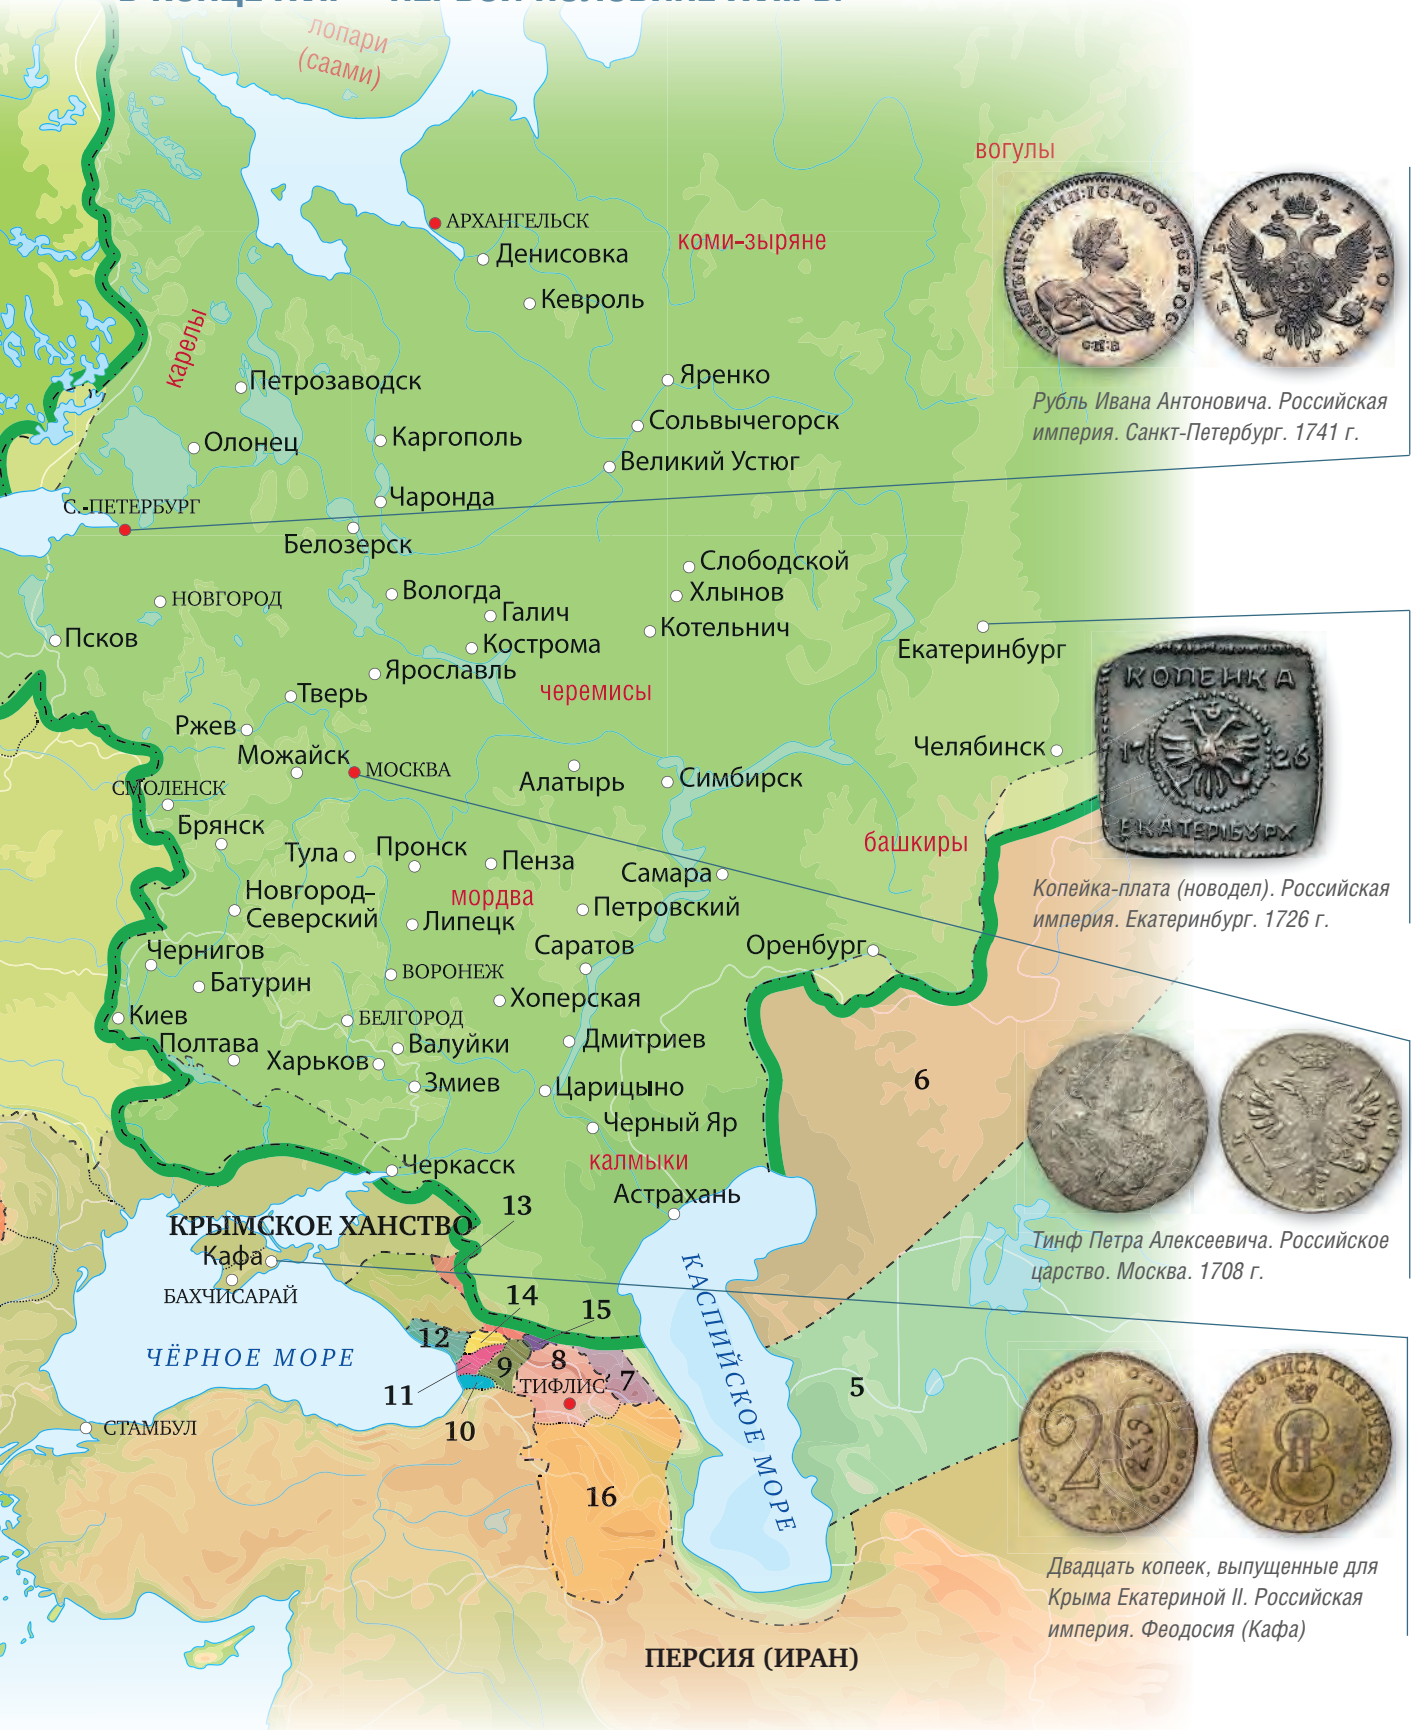 лопари
(саами)
вогулы
АРХАНГЕЛЬСК
коми-зыряне
Денисовка
Кевроль
карелы
Рубль Ивана Антоновича. Российская
империя. Санкт-Петербург. 1741 г.
Петрозаводск
Яренко
Сольвычегорск
Олонец
Каргополь
Великий Устюг
Чаронда
С.-ПЕТЕРБУРГ
Белозерск
Слободской
Вологда
Хлынов
НОВГОРОД
Галич
Котельнич
Псков
Кострома
Екатеринбург
Ярославль
КОПЕИКА
17 26
ЕКАТЕРIБУРХ
Тверь
черемисы
Ржев
Челябинск
Можайск
МОСКВА
Алатырь
Симбирск
СМОЛЕНСК
Брянск
башкиры
Тула
Пронск
Пенза
Самара
Копейка-плата (новодел). Российская
империя. Екатеринбург. 1726 г.
Новгород-
Северский
мордва
Петровский
Липецк
Чернигов
Саратов
Оренбург
Батурин
ВОРОНЕЖ
Хоперская
Киев
БЕЛГОРОД
Полтава
Валуйки
Дмитриев
Харьков
Змиев
6
Царицыно
Черный Яр
Черкасск
калмыки
Астрахань
13
КРЫМСКОЕ ХАНСТВО
Кафа
Тинф Петра Алексеевича. Российское
царство. Москва. 1708 г.
БАХЧИСАРАЙ
КАСПИЙСКОЕ МОРЕ
14
15
12
ЧЁРНОЕ МОРЕ
9
8
7
ТИФЛИС
5
11
10
СТАМБУЛ
20
1787
16
Двадцать копеек, выпущенные для
Крыма Екатериной II. Российская
империя. Феодосия (Кафа)
ПЕРСИЯ (ИРАН)